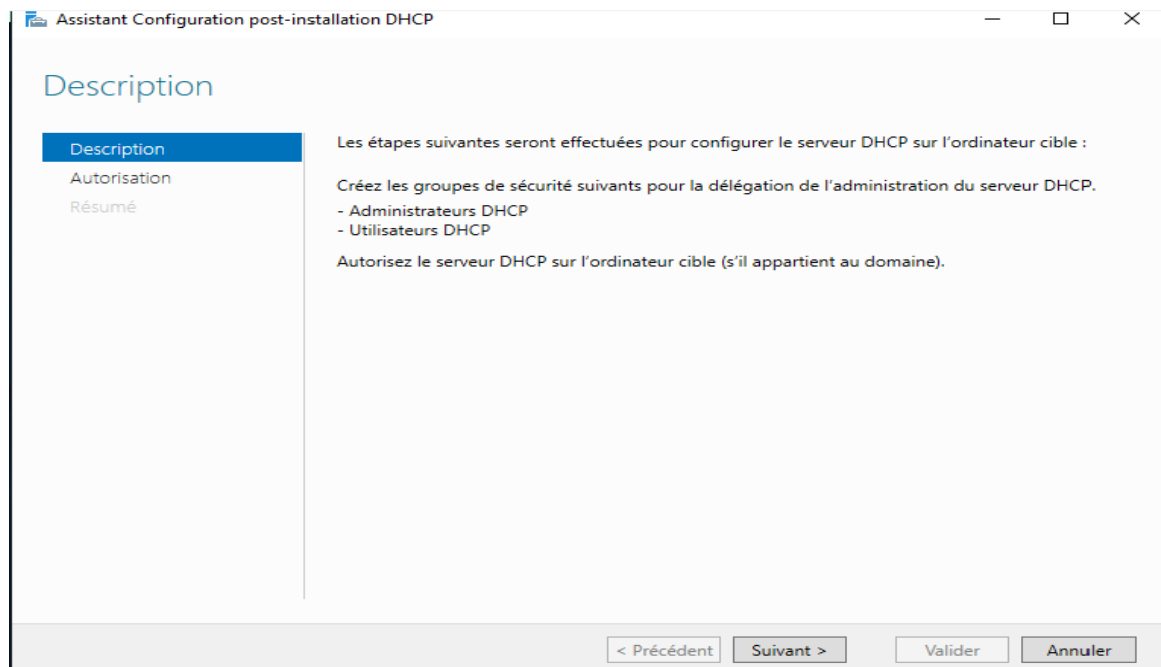 Assistant Configuration post-installation DHCP
Description
Description
Autorisation
Résumé
Les étapes suivantes seront effectuées pour configurer le serveur DHCP sur l'ordinateur cible :
Créez les groupes de sécurité suivants pour la délégation de l'administration du serveur DHCP.
- Administrateurs DHCP
- Utilisateurs DHCP
Autorisez le serveur DHCP sur l'ordinateur cible (s'il appartient au domaine).
< Précédent
Suivant >
Valider
Annuler